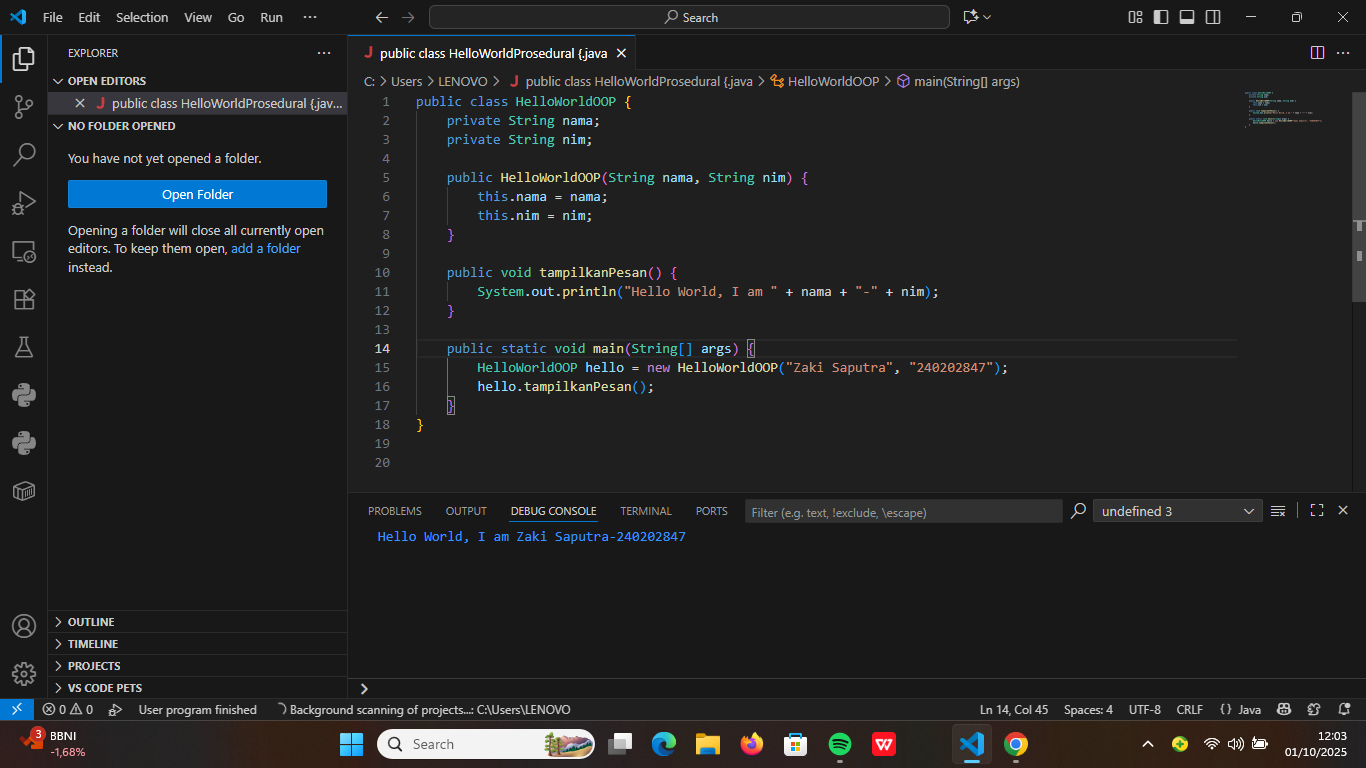 File Edit Selection View Go Run ··· Search
EXPLORER ···
OPEN EDITORS
public class HelloWorldProsedural {.jav...
NO FOLDER OPENED
You have not yet opened a folder.
Open Folder
Opening a folder will close all currently open
editors. To keep them open, add a folder
instead.
OUTLINE
TIMELINE
PROJECTS
VS CODE PETS
public class HelloWorldProsedural {.java
C: > Users > LENOVO > public class HelloWorldProsedural {.java > HelloWorldOOP > main(String[] args)
1 public class HelloWorldOOP {
2 private String nama;
3 private String nim;
4
5 public HelloWorldOOP(String nama, String nim) {
6 this.nama = nama;
7 this.nim = nim;
8 }
9
10 public void tampilkanPesan() {
11 System.out.println("Hello World, I am " + nama + "-" + nim);
12 }
13
14 public static void main(String[] args) {
15 HelloWorldOOP hello = new HelloWorldOOP("Zaki Saputra", "240202847");
16 hello.tampilkanPesan();
17 }
18 }
19
20
PROBLEMS OUTPUT DEBUG CONSOLE TERMINAL PORTS Filter (e.g. text, !exclude, \escape) undefined 3
Hello World, I am Zaki Saputra-240202847
0 0 User program finished Background scanning of projects...: C:\Users\LENOVO Ln 14, Col 45 Spaces: 4 UTF-8 CRLF {} Java
3 BBNI
-1,68%
Search
12:03
01/10/2025